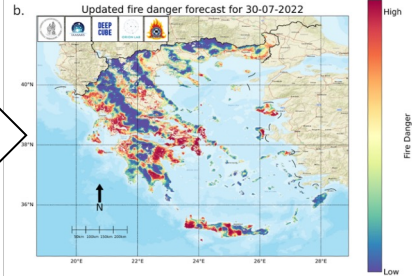 b.
Updated fire danger forecast for 30-07-2022
DEEP
CUBE
High
40°N
38°N
36°N
N
20°E
22°E
24°E
26°E
28°E
Fire Danger
Low